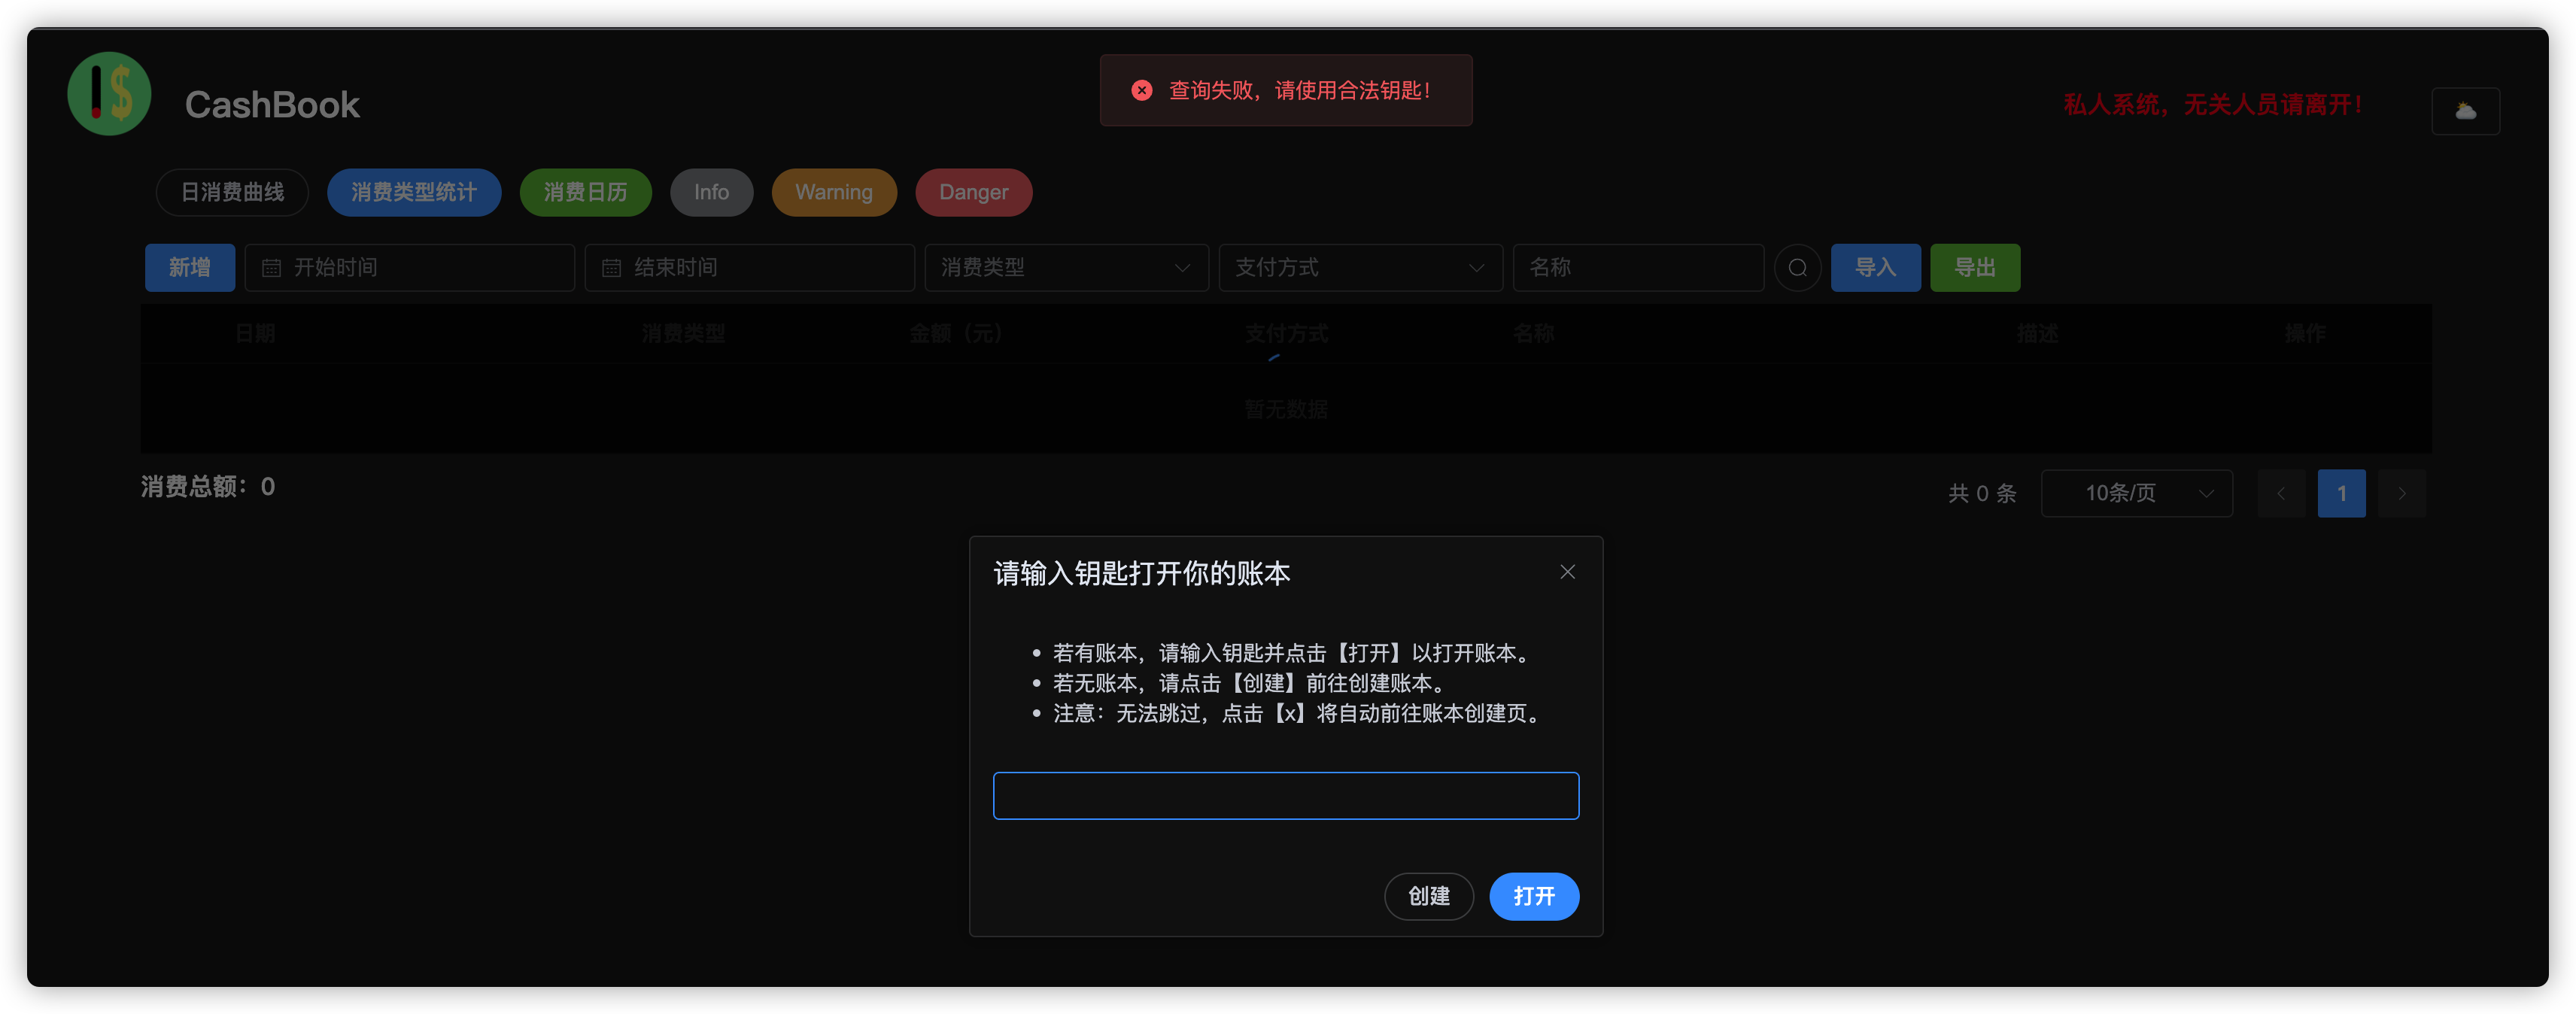 CashBook
查询失败，请使用合法钥匙！
私人系统，无关人员请离开！
日消费曲线 消费类型统计 消费日历 Info Warning Danger
新增 开始时间 结束时间 消费类型 支付方式 名称 导入 导出
日期 消费类型 金额（元） 支付方式 名称 描述 操作
暂无数据
消费总额：0
共 0 条 10条/页 1
请输入钥匙打开你的账本
若有账本，请输入钥匙并点击【打开】以打开账本。
若无账本，请点击【创建】前往创建账本。
注意：无法跳过，点击【x】将自动前往账本创建页。
创建 打开